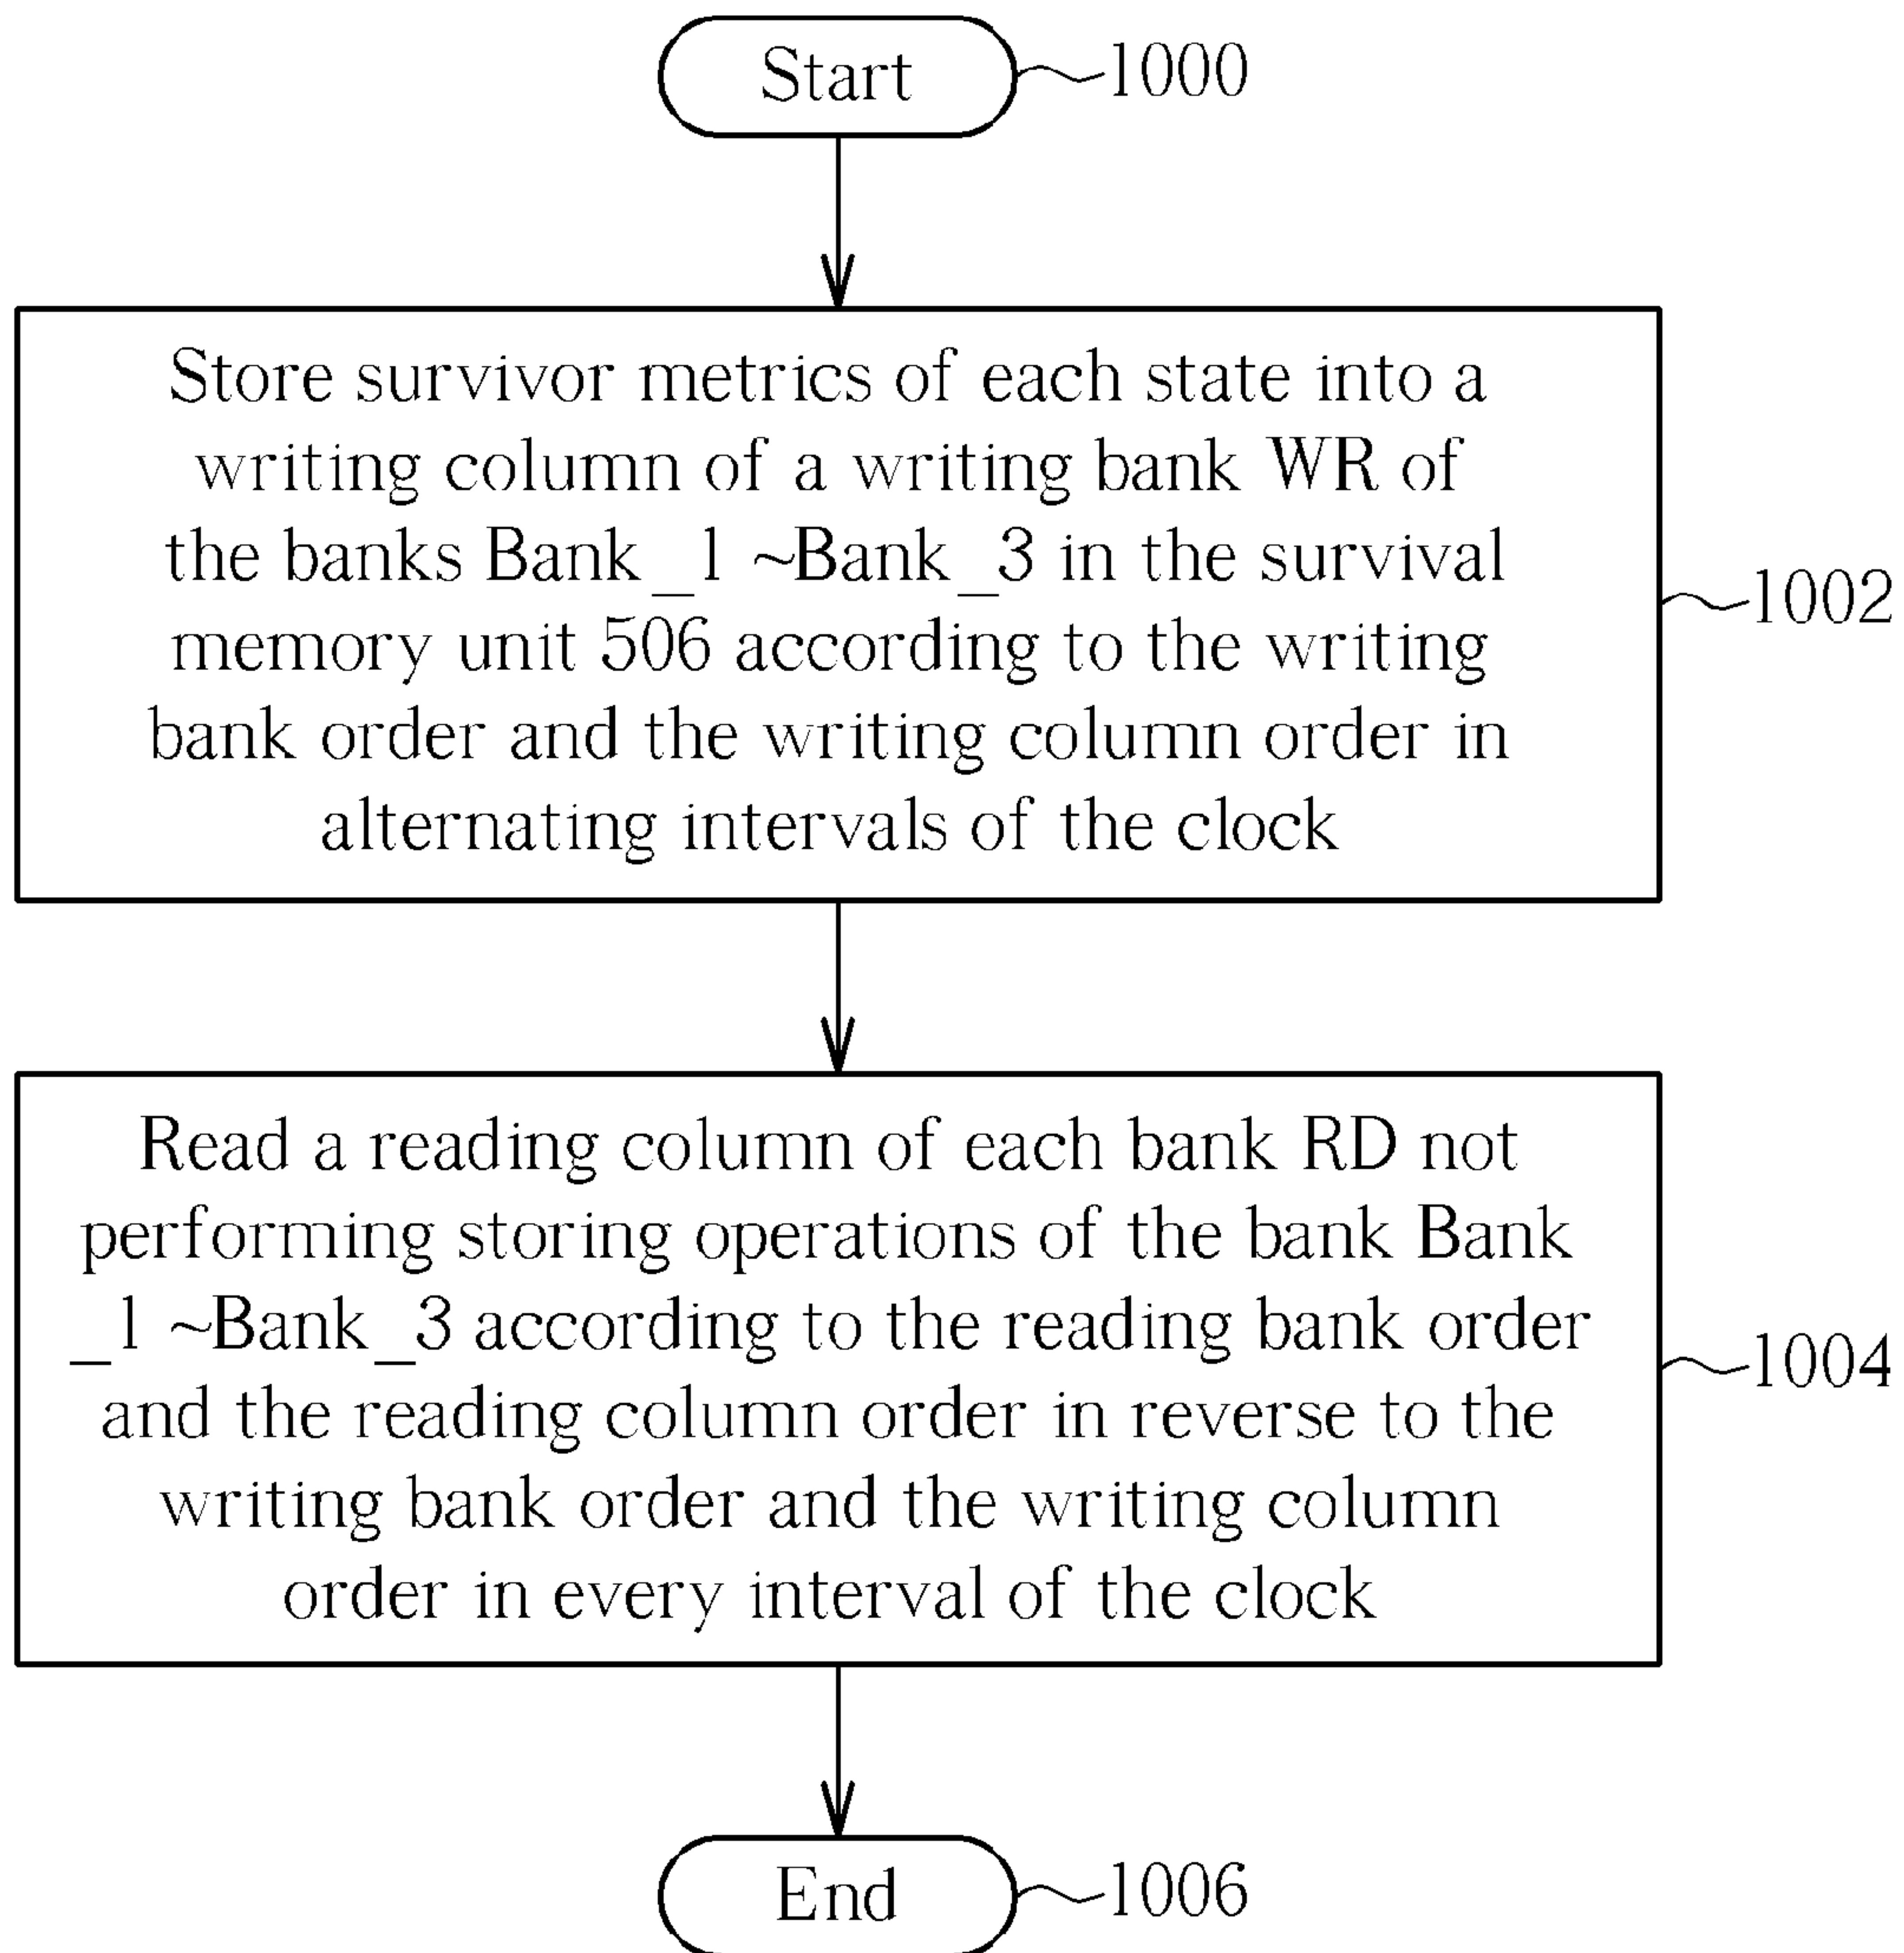 Start 1000
Store survivor metrics of each state into a
writing column of a writing bank WR of
the banks Bank_1 ~Bank_3 in the survival
memory unit 506 according to the writing
bank order and the writing column order in
alternating intervals of the clock
1002
Read a reading column of each bank RD not
performing storing operations of the bank Bank
_1 ~Bank_3 according to the reading bank order
and the reading column order in reverse to the
writing bank order and the writing column
order in every interval of the clock
1004
End 1006